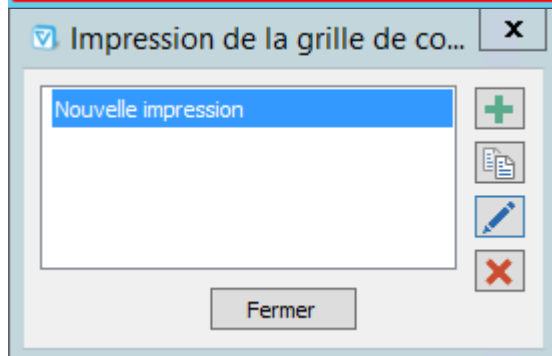 Impression de la grille de co...
x
Nouvelle impression
Fermer